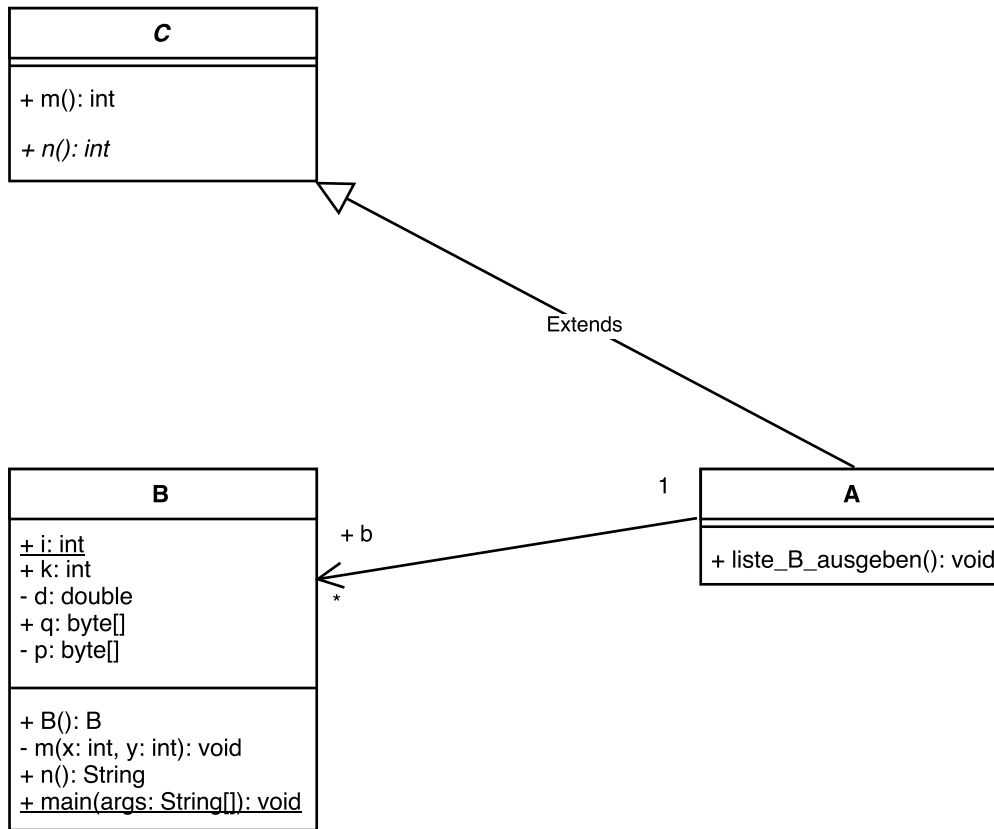 C
+ m(): int
+ n(): int
Extends
B
+ i: int
+ k: int
- d: double
+ q: byte[]
- p: byte[]
+ B(): B
- m(x: int, y: int): void
+ n(): String
+ main(args: String[]): void
+ b
*
1
A
+ liste_B_ausgeben(): void